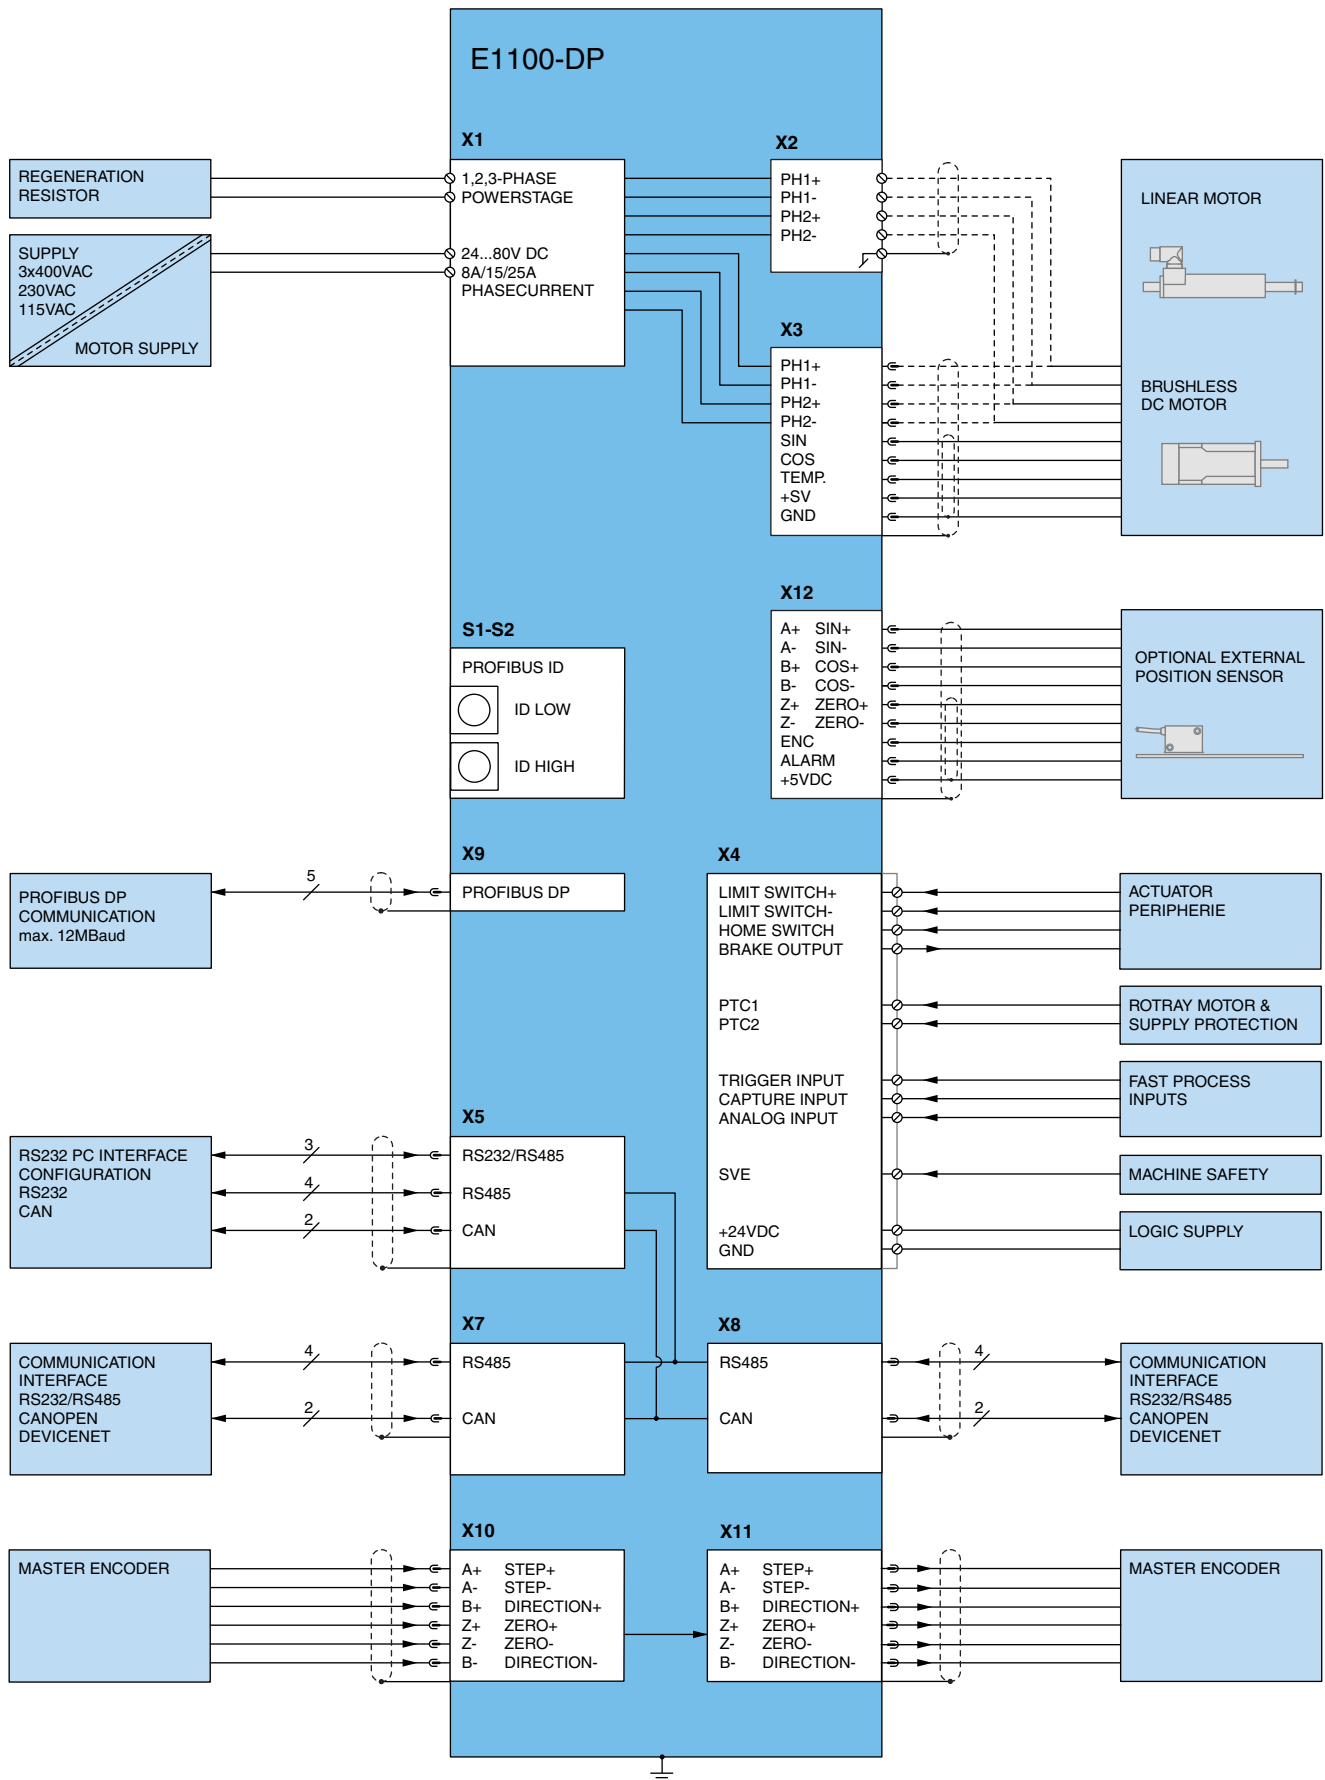 E1100-DP
X1
REGENERATION
RESISTOR
1,2,3-PHASE
POWERSTAGE
SUPPLY
3x400VAC
230VAC
115VAC
MOTOR SUPPLY
24...80V DC
8A/15/25A
PHASECURRENT
X2
PH1+
PH1-
PH2+
PH2-
X3
PH1+
PH1-
PH2+
PH2-
SIN
COS
TEMP.
+SV
GND
LINEAR MOTOR
BRUSHLESS
DC MOTOR
S1-S2
PROFIBUS ID
ID LOW
ID HIGH
X12
A+ SIN+
A- SIN-
B+ COS+
B- COS-
Z+ ZERO+
Z- ZERO-
ENC
ALARM
+5VDC
OPTIONAL EXTERNAL
POSITION SENSOR
X9
PROFIBUS DP
COMMUNICATION
max. 12MBaud
5
PROFIBUS DP
X4
LIMIT SWITCH+
LIMIT SWITCH-
HOME SWITCH
BRAKE OUTPUT
PTC1
PTC2
TRIGGER INPUT
CAPTURE INPUT
ANALOG INPUT
SVE
+24VDC
GND
ACTUATOR
PERIPHERIE
ROTRAY MOTOR &
SUPPLY PROTECTION
FAST PROCESS
INPUTS
MACHINE SAFETY
LOGIC SUPPLY
X5
RS232 PC INTERFACE
CONFIGURATION
RS232
CAN
3
4
2
RS232/RS485
RS485
CAN
X7
COMMUNICATION
INTERFACE
RS232/RS485
CANOPEN
DEVICENET
4
2
RS485
CAN
X8
RS485
CAN
4
2
COMMUNICATION
INTERFACE
RS232/RS485
CANOPEN
DEVICENET
X10
MASTER ENCODER
A+ STEP+
A- STEP-
B+ DIRECTION+
Z+ ZERO+
Z- ZERO-
B- DIRECTION-
X11
A+ STEP+
A- STEP-
B+ DIRECTION+
Z+ ZERO+
Z- ZERO-
B- DIRECTION-
MASTER ENCODER